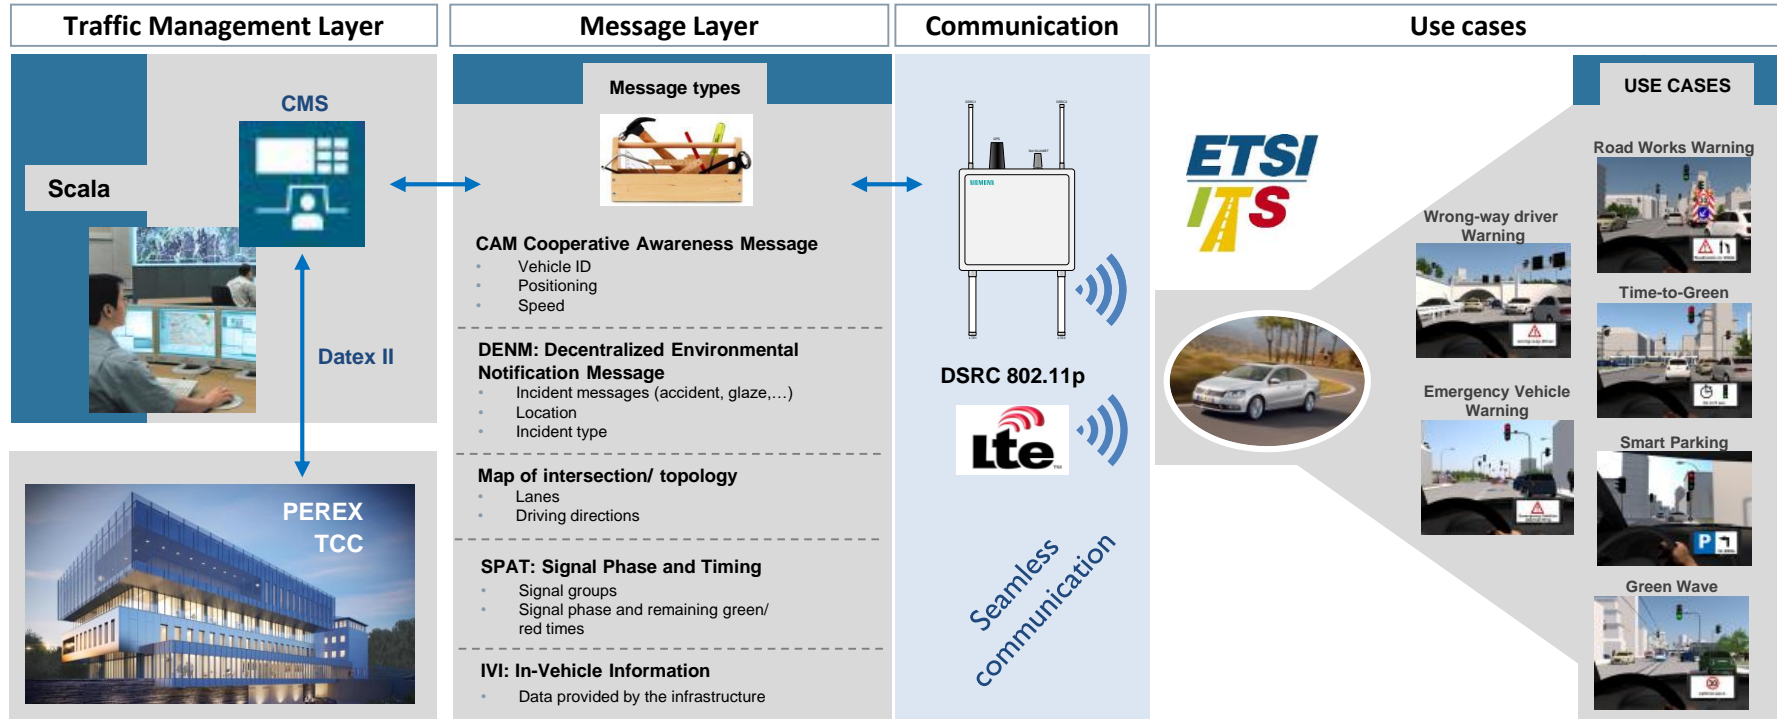 Traffic Management Layer
Message Layer
Communication
Use cases
CMS
Scala
Datex II
PEREX
TCC
Message types
CAM Cooperative Awareness Message
• Vehicle ID
• Positioning
• Speed
DENM: Decentralized Environmental
Notification Message
• Incident messages (accident, glaze,…)
• Location
• Incident type
Map of intersection/ topology
• Lanes
• Driving directions
SPAT: Signal Phase and Timing
• Signal groups
• Signal phase and remaining green/
red times
IVI: In-Vehicle Information
• Data provided by the infrastructure
SIEMENS
DSRC 802.11p
Lte
TM
Seamless
communication
ETSI
ITS
USE CASES
Road Works Warning
Wrong-way driver
Warning
Time-to-Green
Emergency Vehicle
Warning
Smart Parking
P
Green Wave
30